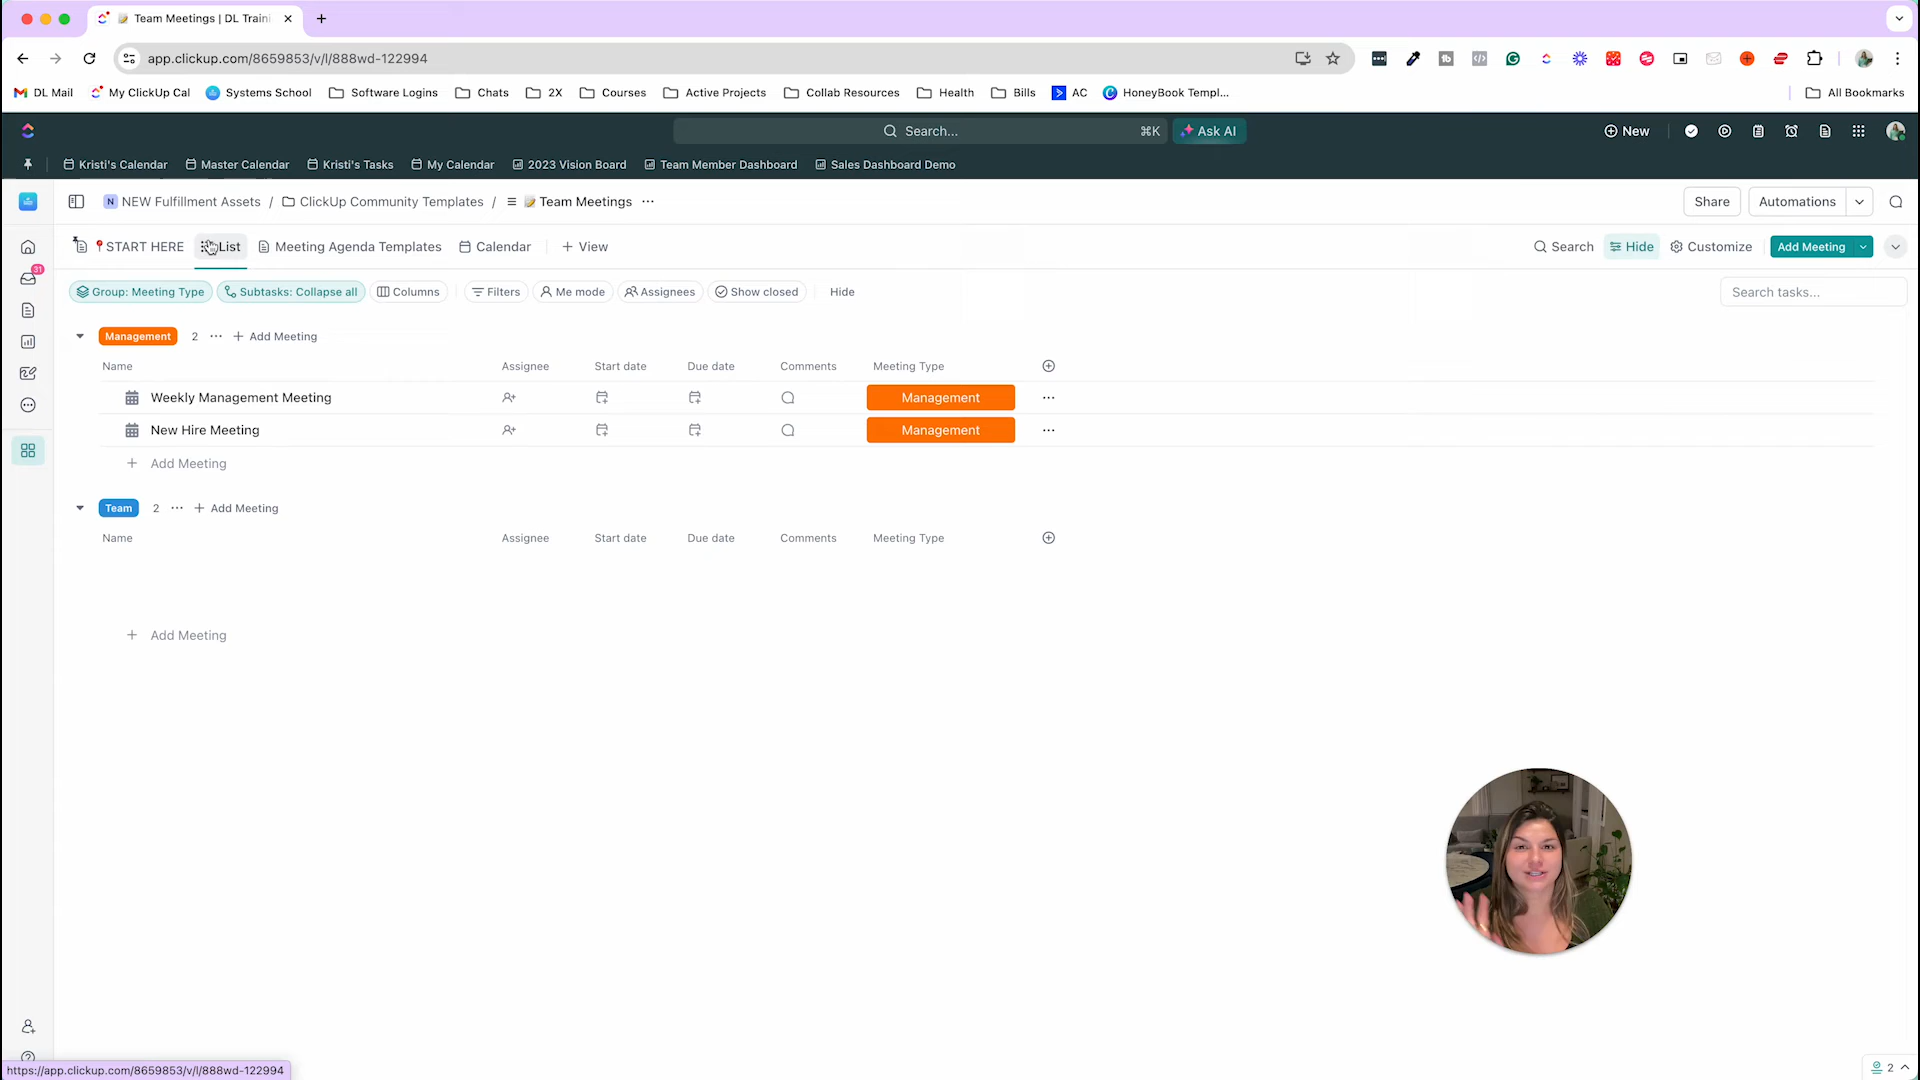 Team Meetings | DL Traini
app.clickup.com/8659853/v/l/888wd-122994
DL Mail
My ClickUp Cal
Systems School
Software Logins
Chats
2X
Courses
Active Projects
Collab Resources
Health
Bills
AC
HoneyBook Templ...
All Bookmarks
Search...
⌘K
Ask AI
New
Kristi's Calendar
Master Calendar
Kristi's Tasks
My Calendar
2023 Vision Board
Team Member Dashboard
Sales Dashboard Demo
N NEW Fulfillment Assets / ClickUp Community Templates / Team Meetings ...
Share
Automations
START HERE
List
Meeting Agenda Templates
Calendar
+ View
Search
Hide
Customize
Add Meeting
31
Group: Meeting Type
Subtasks: Collapse all
Columns
Filters
Me mode
Assignees
Show closed
Hide
Search tasks...
Management 2 ... + Add Meeting
Name Assignee Start date Due date Comments Meeting Type
Weekly Management Meeting Management ...
New Hire Meeting Management ...
+ Add Meeting
Team 2 ... + Add Meeting
Name Assignee Start date Due date Comments Meeting Type
+ Add Meeting
https://app.clickup.com/8659853/v/l/888wd-122994
2